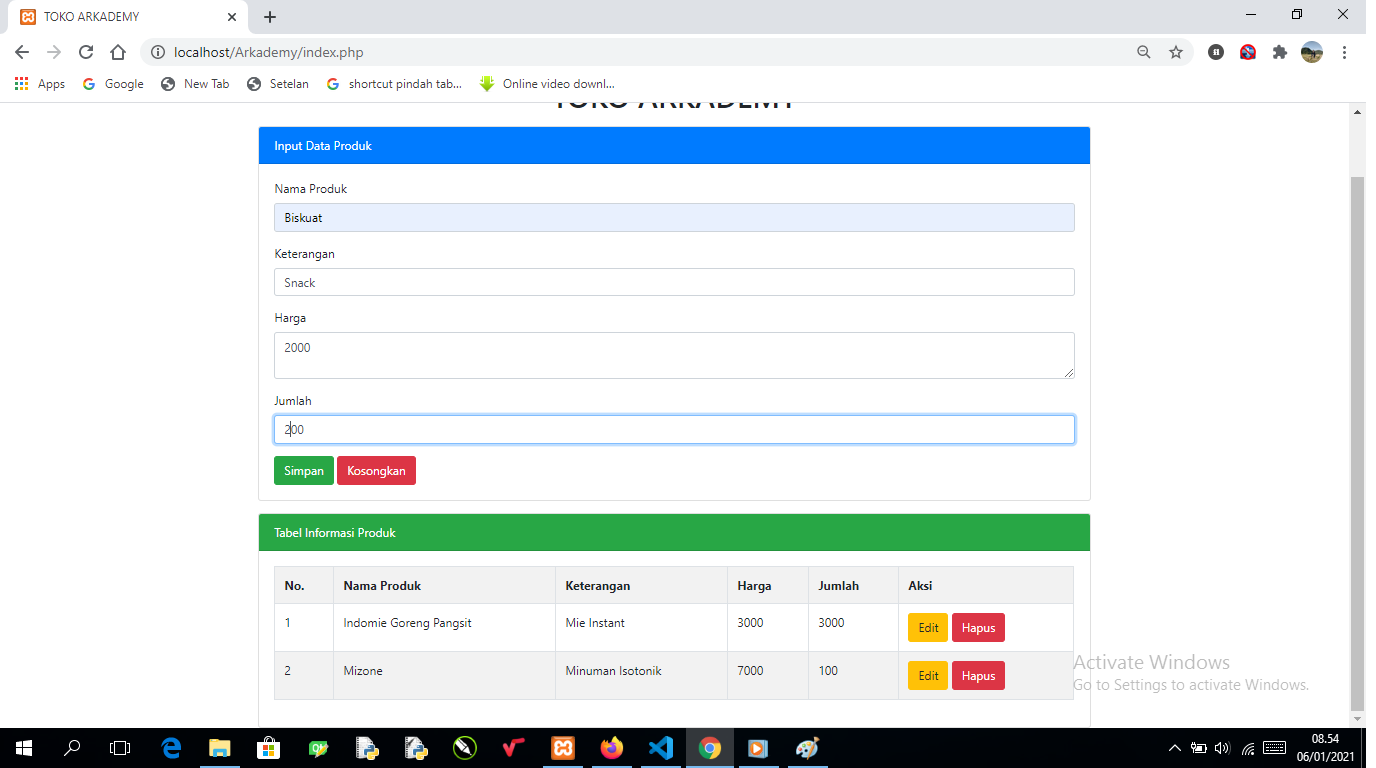 TOKO ARKADEMY
localhost/Arkademy/index.php
Apps Google New Tab Setelan shortcut pindah tab... Online video downl...
TOKO ARKADEMY
Input Data Produk
Nama Produk
Biskuat
Keterangan
Snack
Harga
2000
Jumlah
200
Simpan Kosongkan
Tabel Informasi Produk
No. Nama Produk Keterangan Harga Jumlah Aksi
1 Indomie Goreng Pangsit Mie Instant 3000 3000 Edit Hapus
2 Mizone Minuman Isotonik 7000 100 Edit Hapus
Activate Windows
Go to Settings to activate Windows.
08.54
06/01/2021